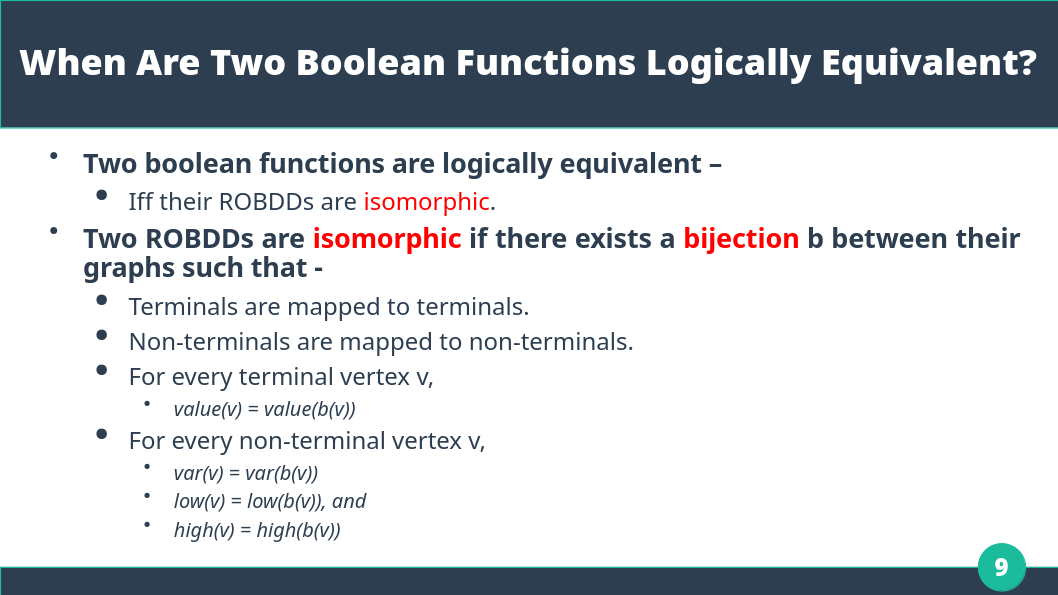 When Are Two Boolean Functions Logically Equivalent?
• Two boolean functions are logically equivalent –
• Iff their ROBDDs are isomorphic.
• Two ROBDDs are isomorphic if there exists a bijection b between their
graphs such that -
• Terminals are mapped to terminals.
• Non-terminals are mapped to non-terminals.
• For every terminal vertex v,
• value(v) = value(b(v))
• For every non-terminal vertex v,
• var(v) = var(b(v))
• low(v) = low(b(v)), and
• high(v) = high(b(v))
9